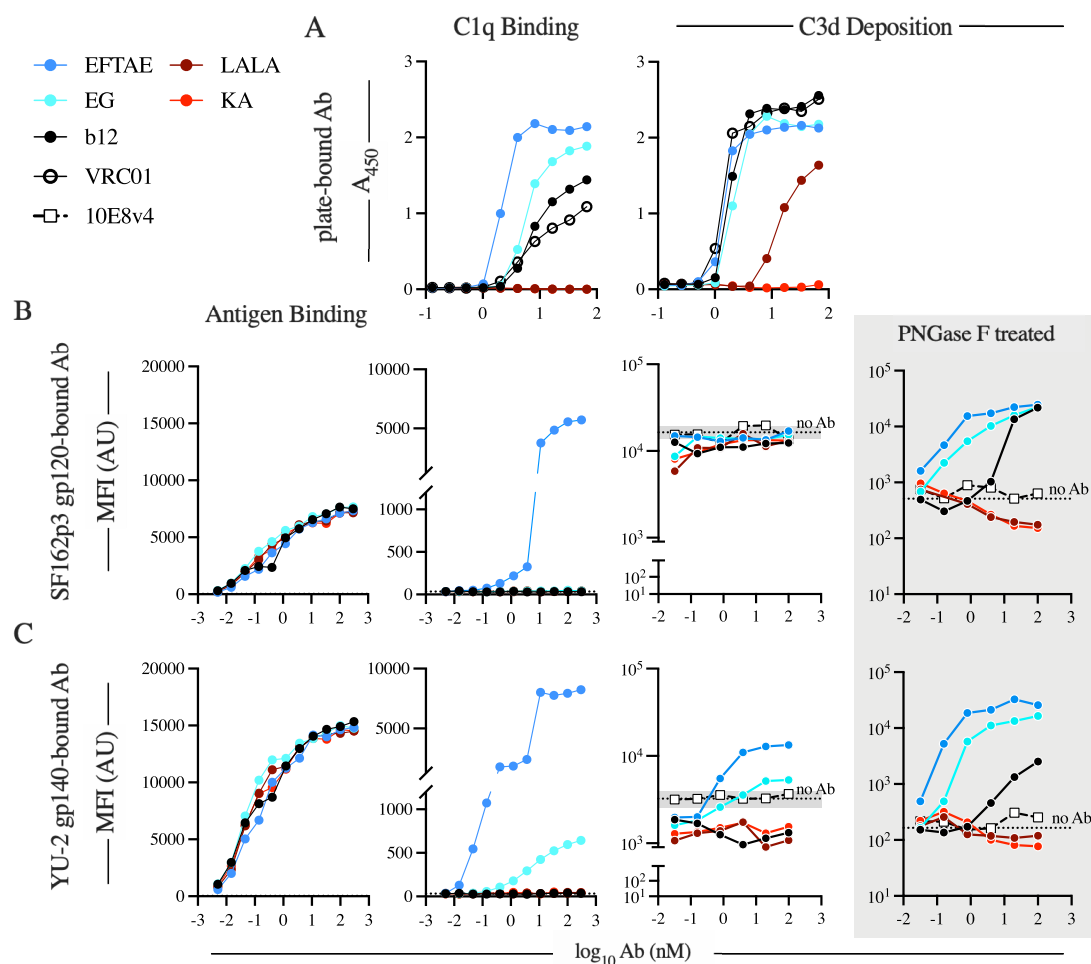 A
C1q Binding
C3d Deposition
EFTAE
LALA
EG
KA
b12
VRC01
10E8v4
plate-bound Ab
A450
3
2
1
0
-1 0 1 2
3
2
1
0
-1 0 1 2
B
Antigen Binding
PNGase F treated
SF162p3 gp120-bound Ab
MFI (AU)
20000
15000
10000
5000
0
-3 -2 -1 0 1 2 3
10000
5000
1000
500
0
-3 -2 -1 0 1 2 3
10^5
10^4
10^3
10^2
10^1
no Ab
-2 -1 0 1 2 3
10^5
10^4
10^3
10^2
10^1
no Ab
-2 -1 0 1 2 3
C
YU-2 gp140-bound Ab
MFI (AU)
20000
15000
10000
5000
0
-3 -2 -1 0 1 2 3
10000
5000
1000
500
0
-3 -2 -1 0 1 2 3
10^5
10^4
10^3
10^2
10^1
no Ab
-2 -1 0 1 2 3
10^5
10^4
10^3
10^2
10^1
no Ab
-2 -1 0 1 2 3
log10 Ab (nM)